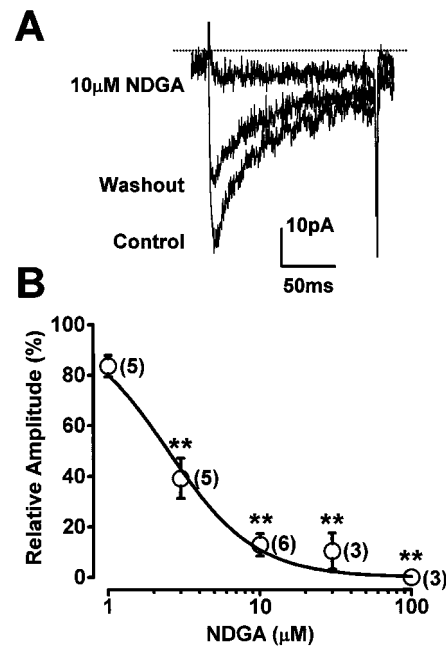 A
10μM NDGA
Washout
Control
10pA
50ms
B
Relative Amplitude (%)
100
80
60
40
20
0
(5)
**
(5)
**
(6)
**
(3)
**
(3)
1
10
100
NDGA (μM)